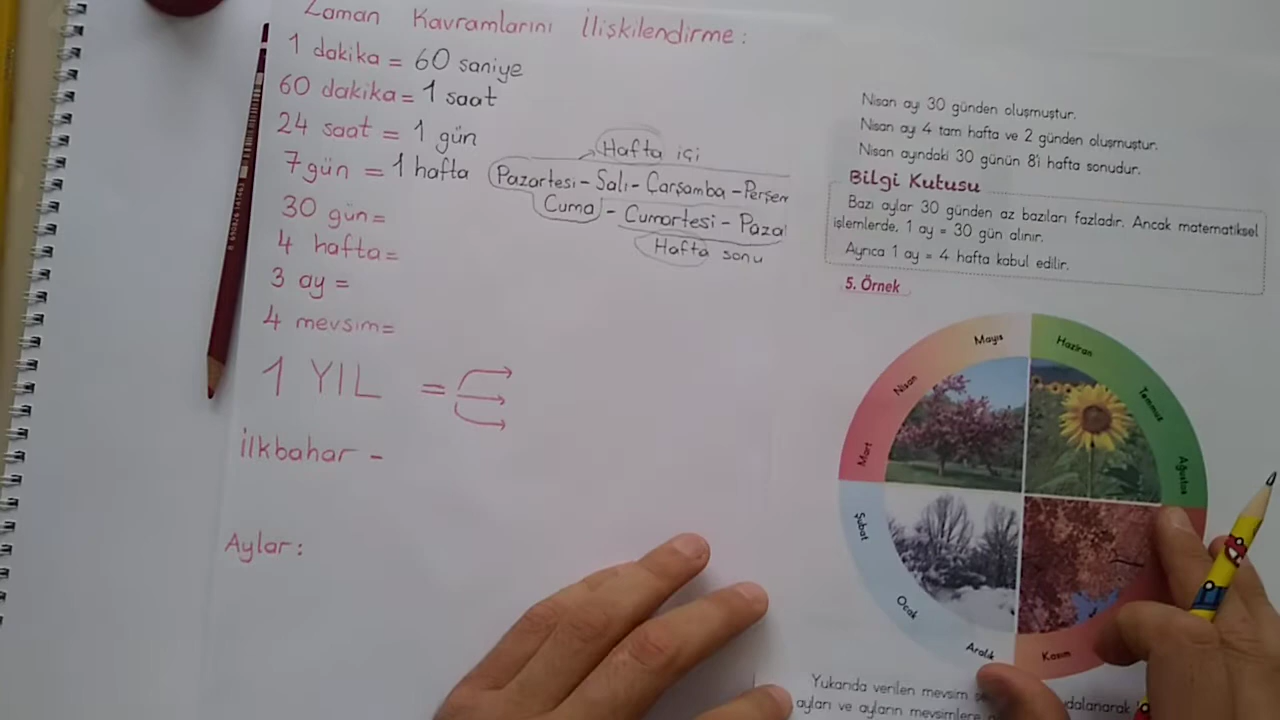 Zaman Kavramlarını İlişkilendirme:
1 dakika = 60 saniye
60 dakika = 1 saat
24 saat = 1 gün
7 gün = 1 hafta
30 gün=
4 hafta=
3 ay =
4 mevsim=
1 YIL =
İlkbahar -
Aylar:
Hafta içi
Pazartesi - Salı - Çarşamba - Perşem
Cuma - Cumartesi - Paza
Hafta sonu
Nisan ayı 30 günden oluşmuştur.
Nisan ay 4 tam hafta ve 2 günden oluşmuştur.
Nisan ayındaki 30 günün 8'i hafta sonudur.
Bilgi Kutusu
Bazı aylar 30 günden az bazıları fazladır. Ancak matematiksel
işlemlerde, 1 ay = 30 gün alınır.
Ayrıca 1 ay = 4 hafta kabul edilir.
5. Örnek
Mayıs
Haziran
Nisan
Temmuz
Mart
Ağustos
Şubat
Ocak
Aralık
Kasım
Yukarıda verilen mevsim
dalanarak
ayları ve ayların mevsimlere